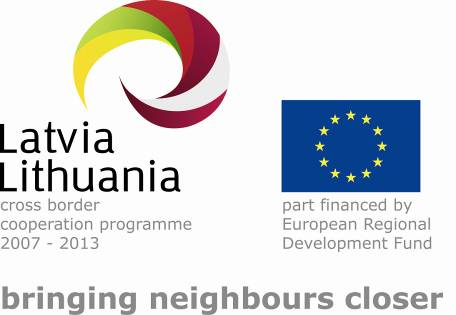 Latvia
Lithuania
cross border
cooperation programme
2007 - 2013
part financed by
European Regional
Development Fund
bringing neighbours closer